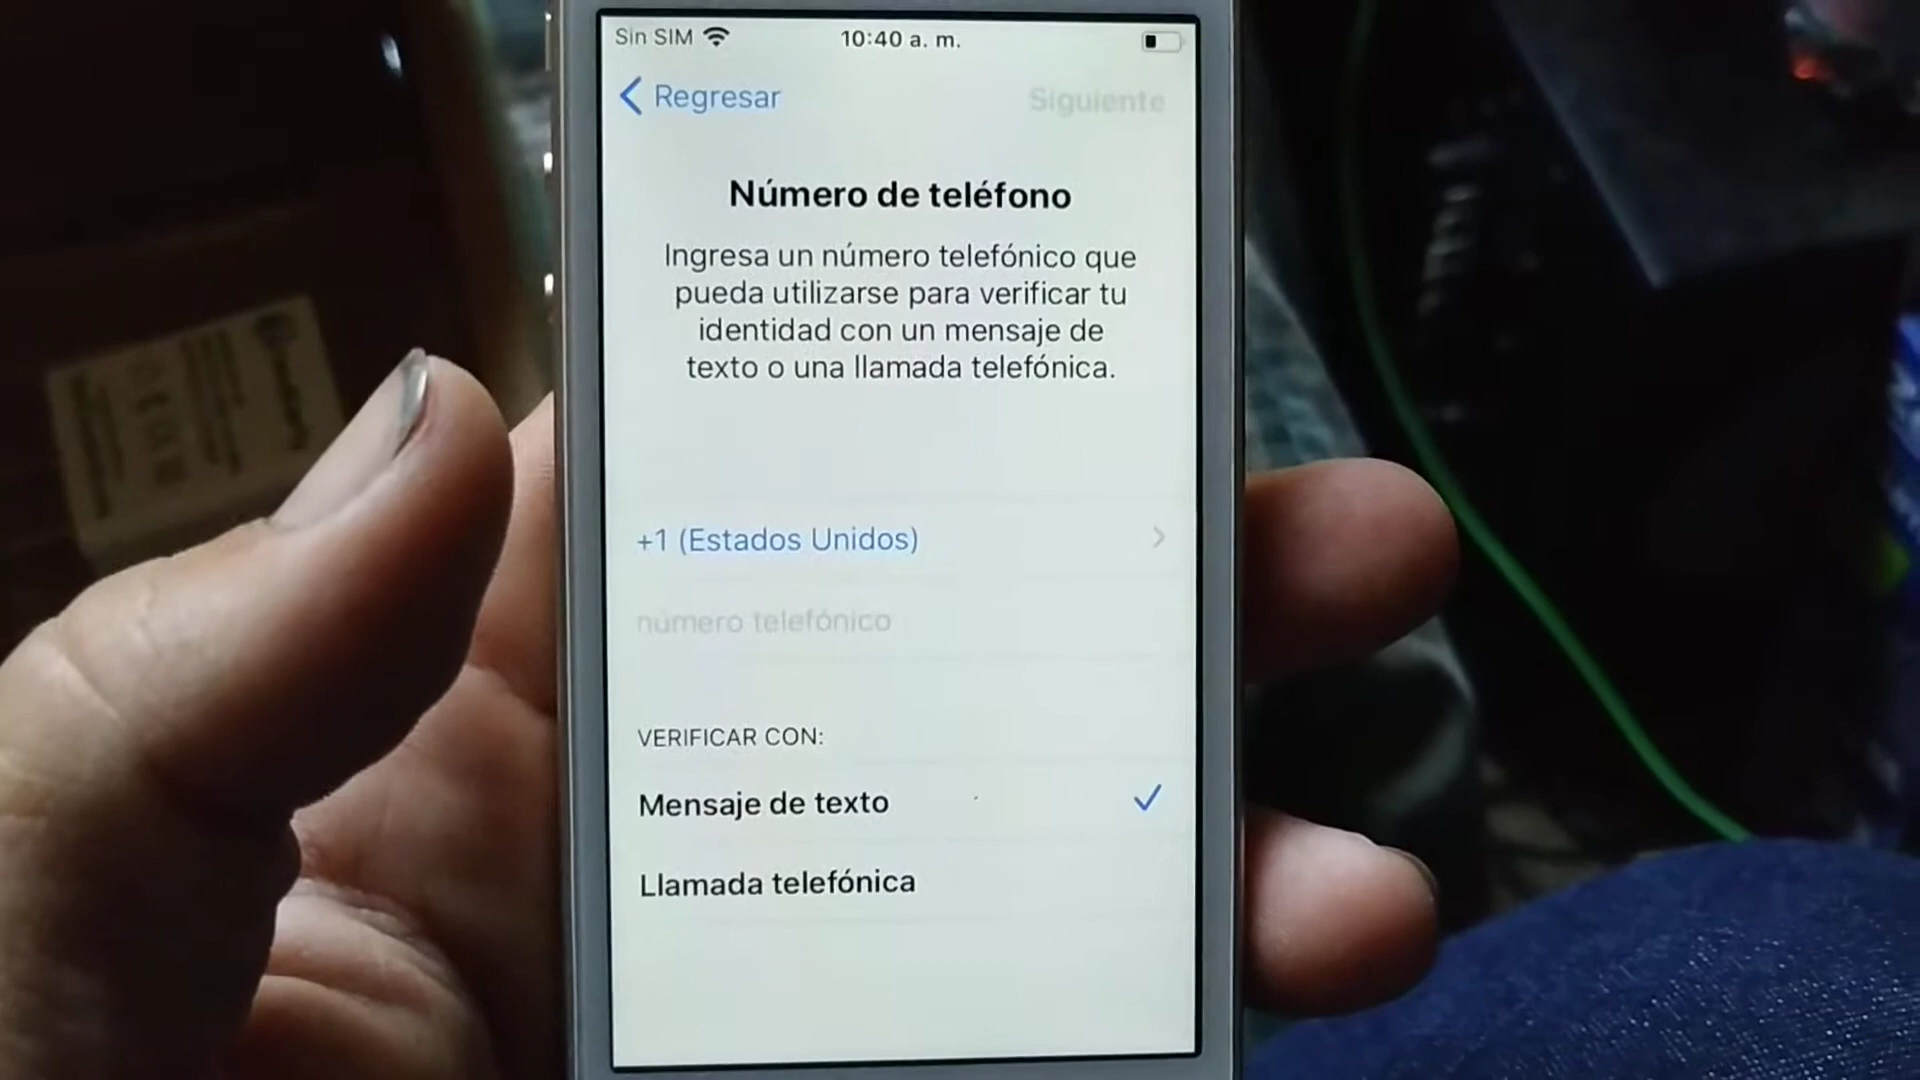 Sin SIM
10:40 a. m.
Regresar
Siguiente
Número de teléfono
Ingresa un número telefónico que
pueda utilizarse para verificar tu
identidad con un mensaje de
texto o una llamada telefónica.
+1 (Estados Unidos)
número telefónico
VERIFICAR CON:
Mensaje de texto
Llamada telefónica